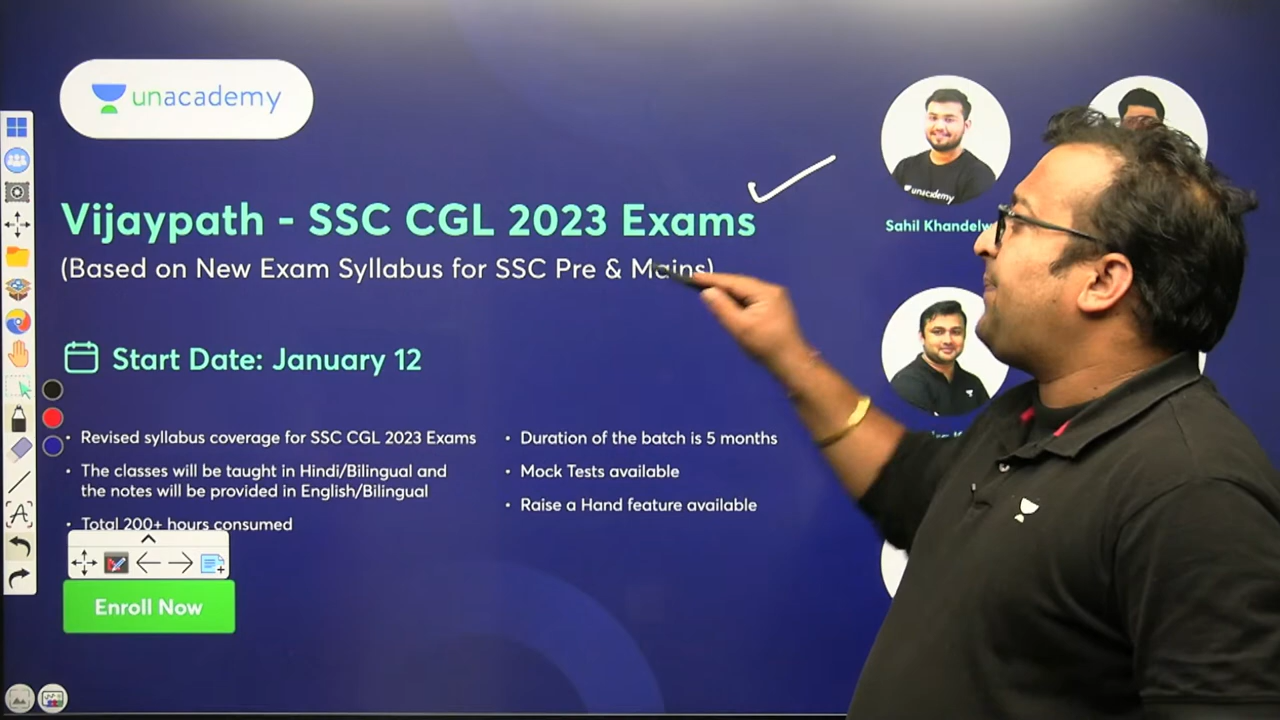 unacademy
Vijaypath - SSC CGL 2023 Exams
(Based on New Exam Syllabus for SSC Pre & Mains)
Start Date: January 12
• Revised syllabus coverage for SSC CGL 2023 Exams
• The classes will be taught in Hindi/Bilingual and
the notes will be provided in English/Bilingual
• Total 200+ hours consumed
• Duration of the batch is 5 months
• Mock Tests available
• Raise a Hand feature available
Enroll Now
unacademy
Sahil